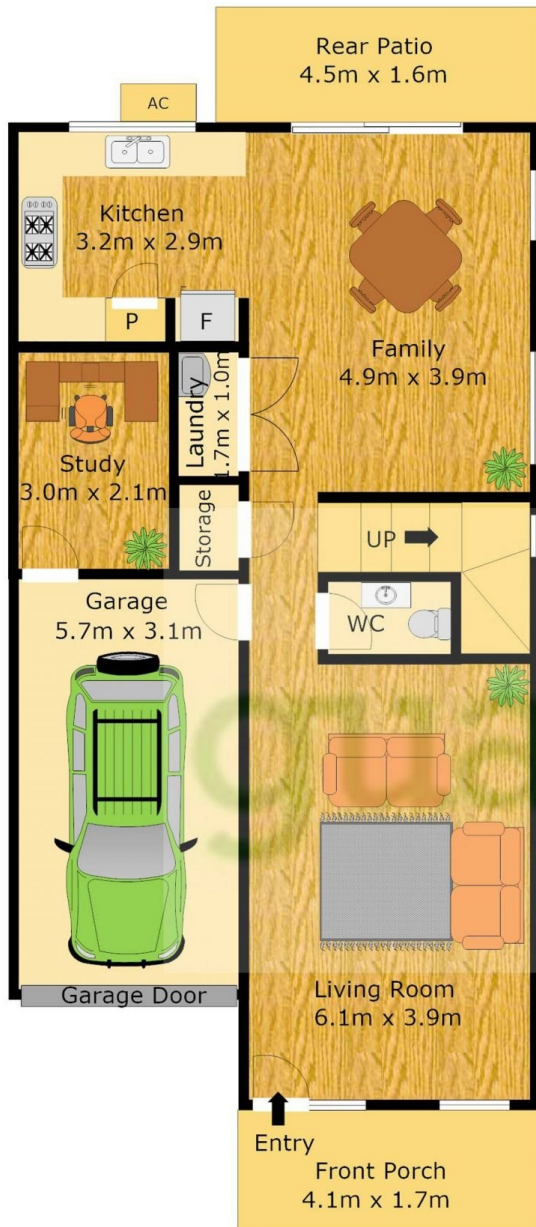 Rear Patio
4.5m x 1.6m
AC
Kitchen
3.2m x 2.9m
P
F
Family
4.9m x 3.9m
Laundry
1.7m x 1.0m
Study
3.0m x 2.1m
Storage
UP
Garage
5.7m x 3.1m
WC
Living Room
6.1m x 3.9m
Garage Door
Entry
Front Porch
4.1m x 1.7m